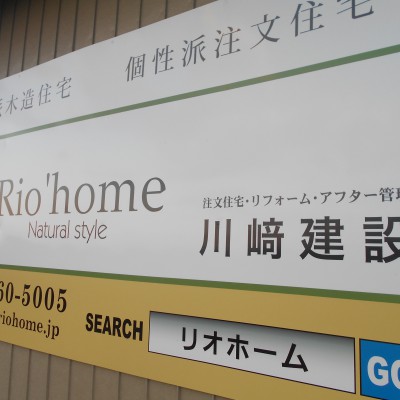 木造住宅 個性派注文住宅
Rio'home
Natural style
注文住宅・リフォーム・アフター管理
川﨑建設
60-5005
riohome.jp
SEARCH リオホーム GO